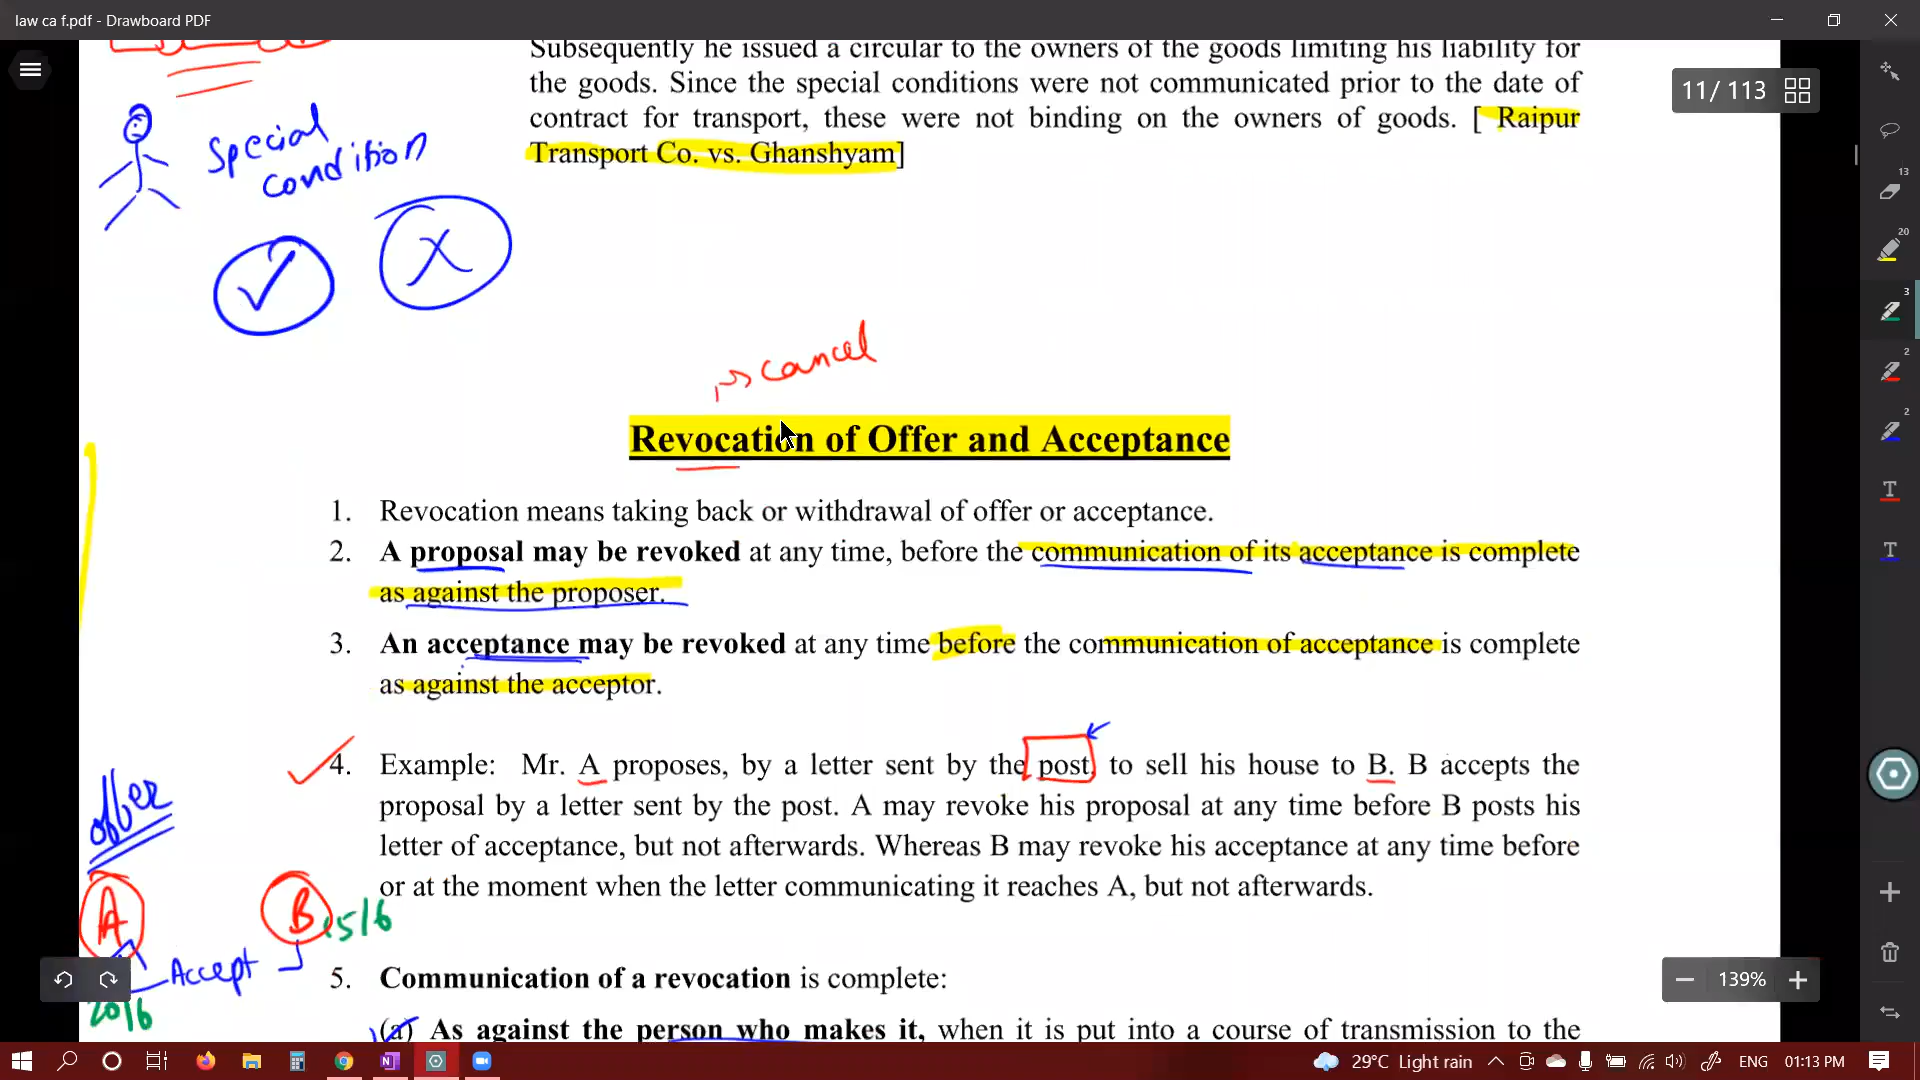 law ca f.pdf - Drawboard PDF
Subsequently he issued a circular to the owners of the goods limiting his liability for
the goods. Since the special conditions were not communicated prior to the date of
contract for transport, these were not binding on the owners of goods. [ Raipur
Transport Co. vs. Ghanshyam]
11 / 113
Special
condition
cancel
Revocation of Offer and Acceptance
1. Revocation means taking back or withdrawal of offer or acceptance.
2. A proposal may be revoked at any time, before the communication of its acceptance is complete
as against the proposer.
3. An acceptance may be revoked at any time before the communication of acceptance is complete
as against the acceptor.
4. Example: Mr. A proposes, by a letter sent by the post, to sell his house to B. B accepts the
proposal by a letter sent by the post. A may revoke his proposal at any time before B posts his
letter of acceptance, but not afterwards. Whereas B may revoke his acceptance at any time before
or at the moment when the letter communicating it reaches A, but not afterwards.
offer
A
B
15/6
Accept
20/6
5. Communication of a revocation is complete:
(a) As against the person who makes it, when it is put into a course of transmission to the
13
20
3
2
2
T
T
139%
29°C Light rain
ENG
01:13 PM